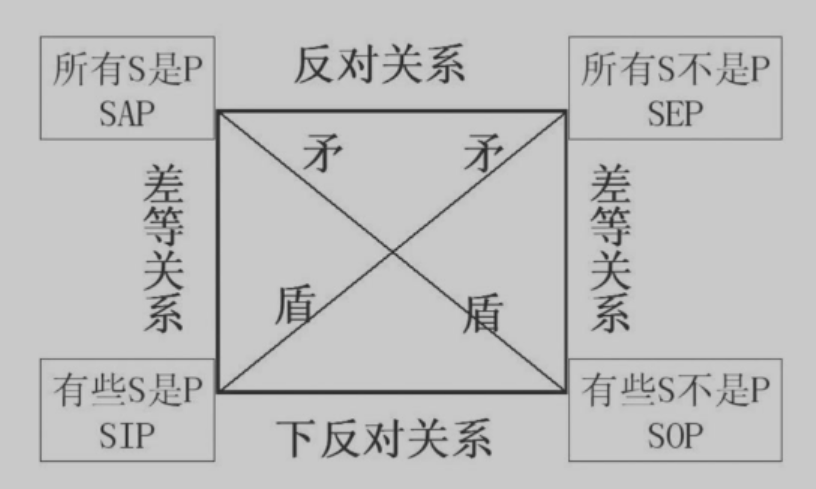 所有S是P
SAP
反对关系
所有S不是P
SEP
矛
矛
差等关系
差等关系
盾
盾
有些S是P
SIP
下反对关系
有些S不是P
SOP